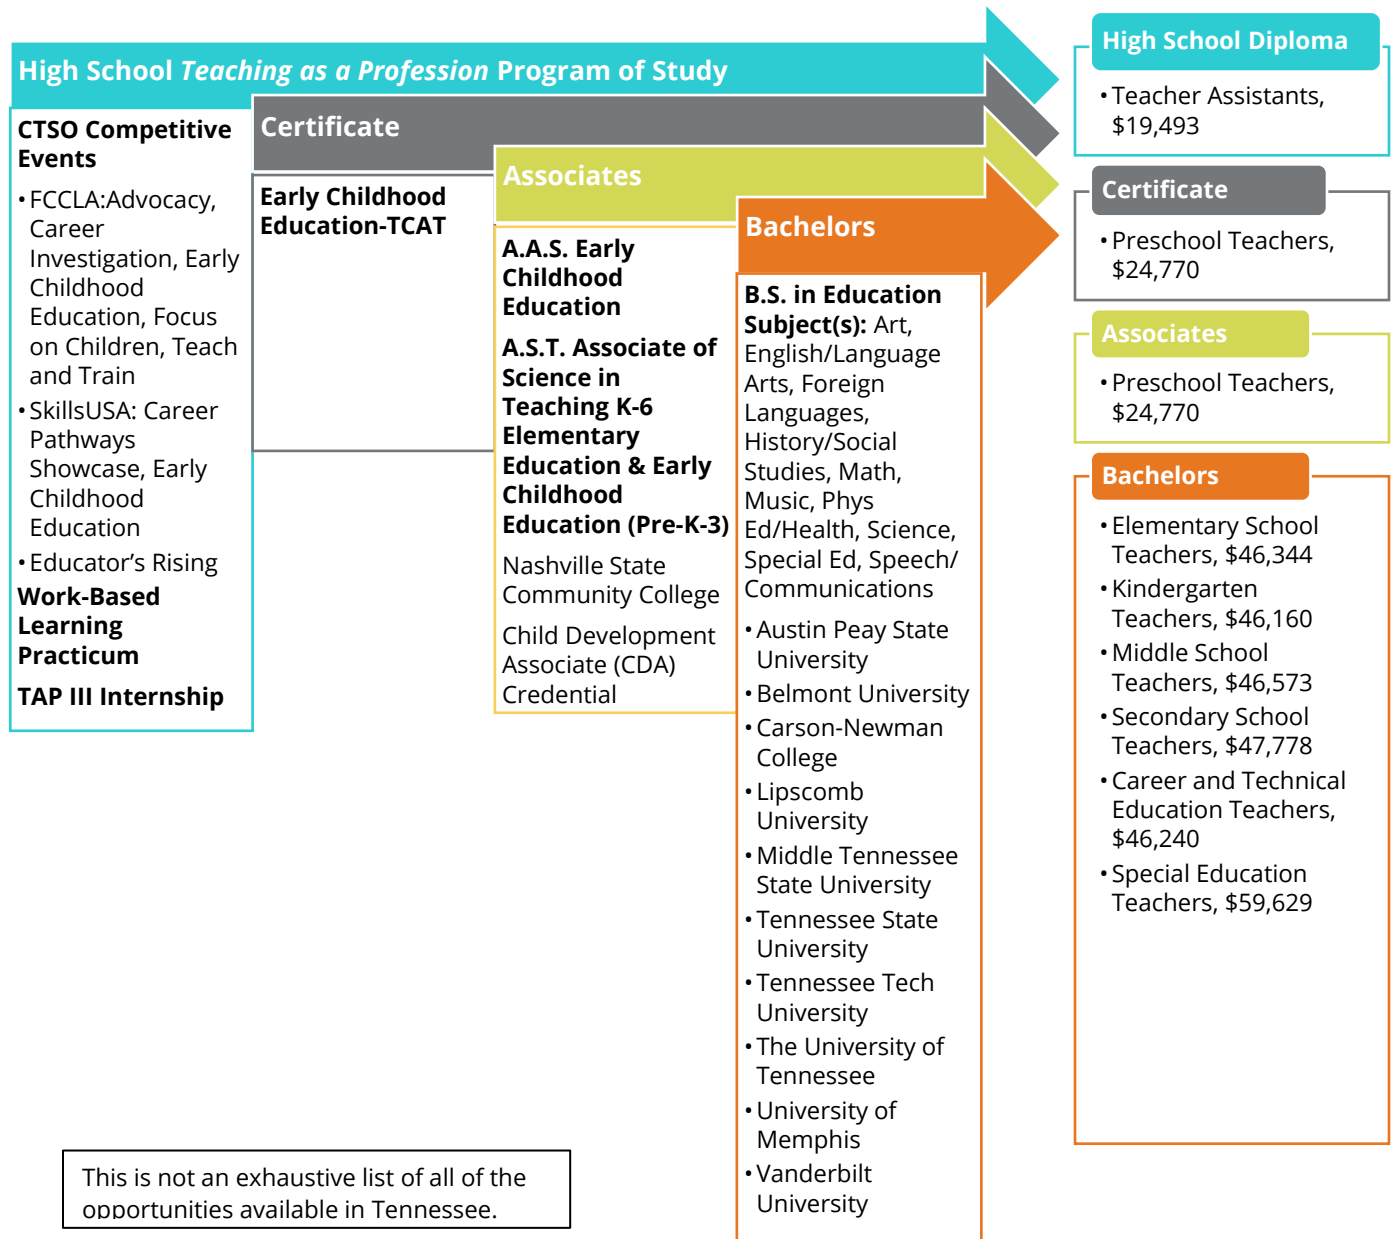 High School Teaching as a Profession Program of Study
CTSO Competitive
Events
•FCCLA:Advocacy,
Career
Investigation, Early
Childhood
Education, Focus
on Children, Teach
and Train
•SkillsUSA: Career
Pathways
Showcase, Early
Childhood
Education
•Educator’s Rising
Work-Based
Learning
Practicum
TAP III Internship
Certificate
Early Childhood
Education-TCAT
Associates
A.A.S. Early
Childhood
Education
A.S.T. Associate of
Science in
Teaching K-6
Elementary
Education & Early
Childhood
Education (Pre-K-3)
Nashville State
Community College
Child Development
Associate (CDA)
Credential
Bachelors
B.S. in Education
Subject(s): Art,
English/Language
Arts, Foreign
Languages,
History/Social
Studies, Math,
Music, Phys
Ed/Health, Science,
Special Ed, Speech/
Communications
•Austin Peay State
University
•Belmont University
•Carson-Newman
College
•Lipscomb
University
•Middle Tennessee
State University
•Tennessee State
University
•Tennessee Tech
University
•The University of
Tennessee
•University of
Memphis
•Vanderbilt
University
High School Diploma
•Teacher Assistants,
$19,493
Certificate
•Preschool Teachers,
$24,770
Associates
•Preschool Teachers,
$24,770
Bachelors
•Elementary School
Teachers, $46,344
•Kindergarten
Teachers, $46,160
•Middle School
Teachers, $46,573
•Secondary School
Teachers, $47,778
•Career and Technical
Education Teachers,
$46,240
•Special Education
Teachers, $59,629
This is not an exhaustive list of all of the
opportunities available in Tennessee.